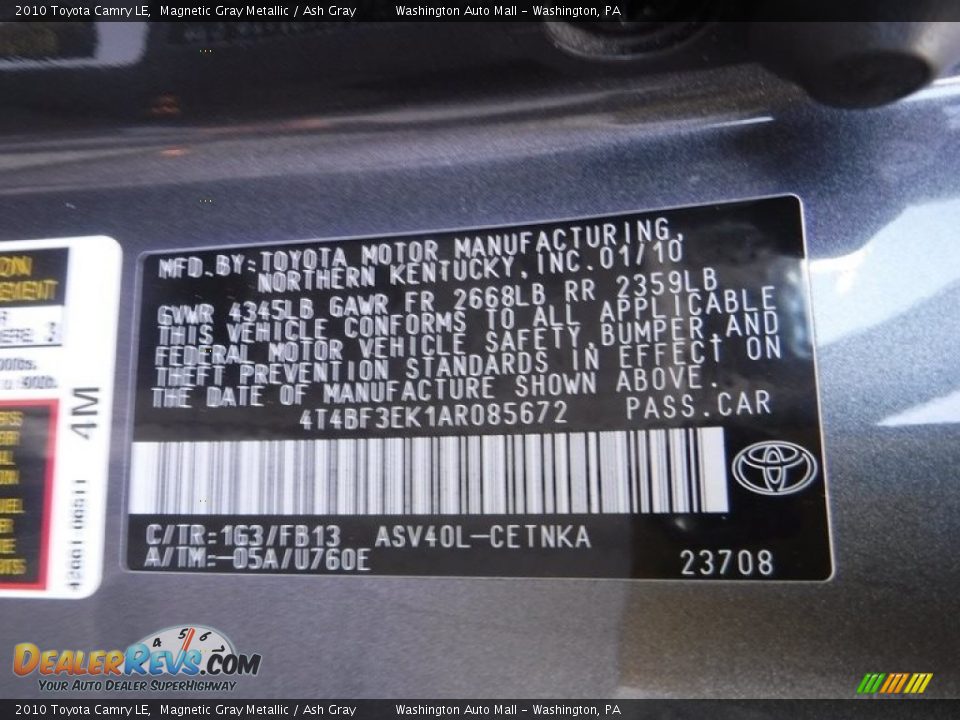 2010 Toyota Camry LE, Magnetic Gray Metallic / Ash Gray Washington Auto Mall - Washington, PA
MFD.BY:TOYOTA MOTOR MANUFACTURING,
NORTHERN KENTUCKY,INC.01/10
GVWR 4345LB GAWR FR 2668LB RR 2359LB
THIS VEHICLE CONFORMS TO ALL APPLICABLE
FEDERAL MOTOR VEHICLE SAFETY,BUMPER,AND
THEFT PREVENTION STANDARDS IN EFFECT ON
THE DATE OF MANUFACTURE SHOWN ABOVE.
4T4BF3EK1AR085672 PASS.CAR
C/TR:1G3/FB13 ASV40L-CETNKA
A/TM:-05A/U760E
23708
4M
DEALERREVS.COM
YOUR AUTO DEALER SUPERHIGHWAY
4 5 6
2010 Toyota Camry LE, Magnetic Gray Metallic / Ash Gray Washington Auto Mall - Washington, PA